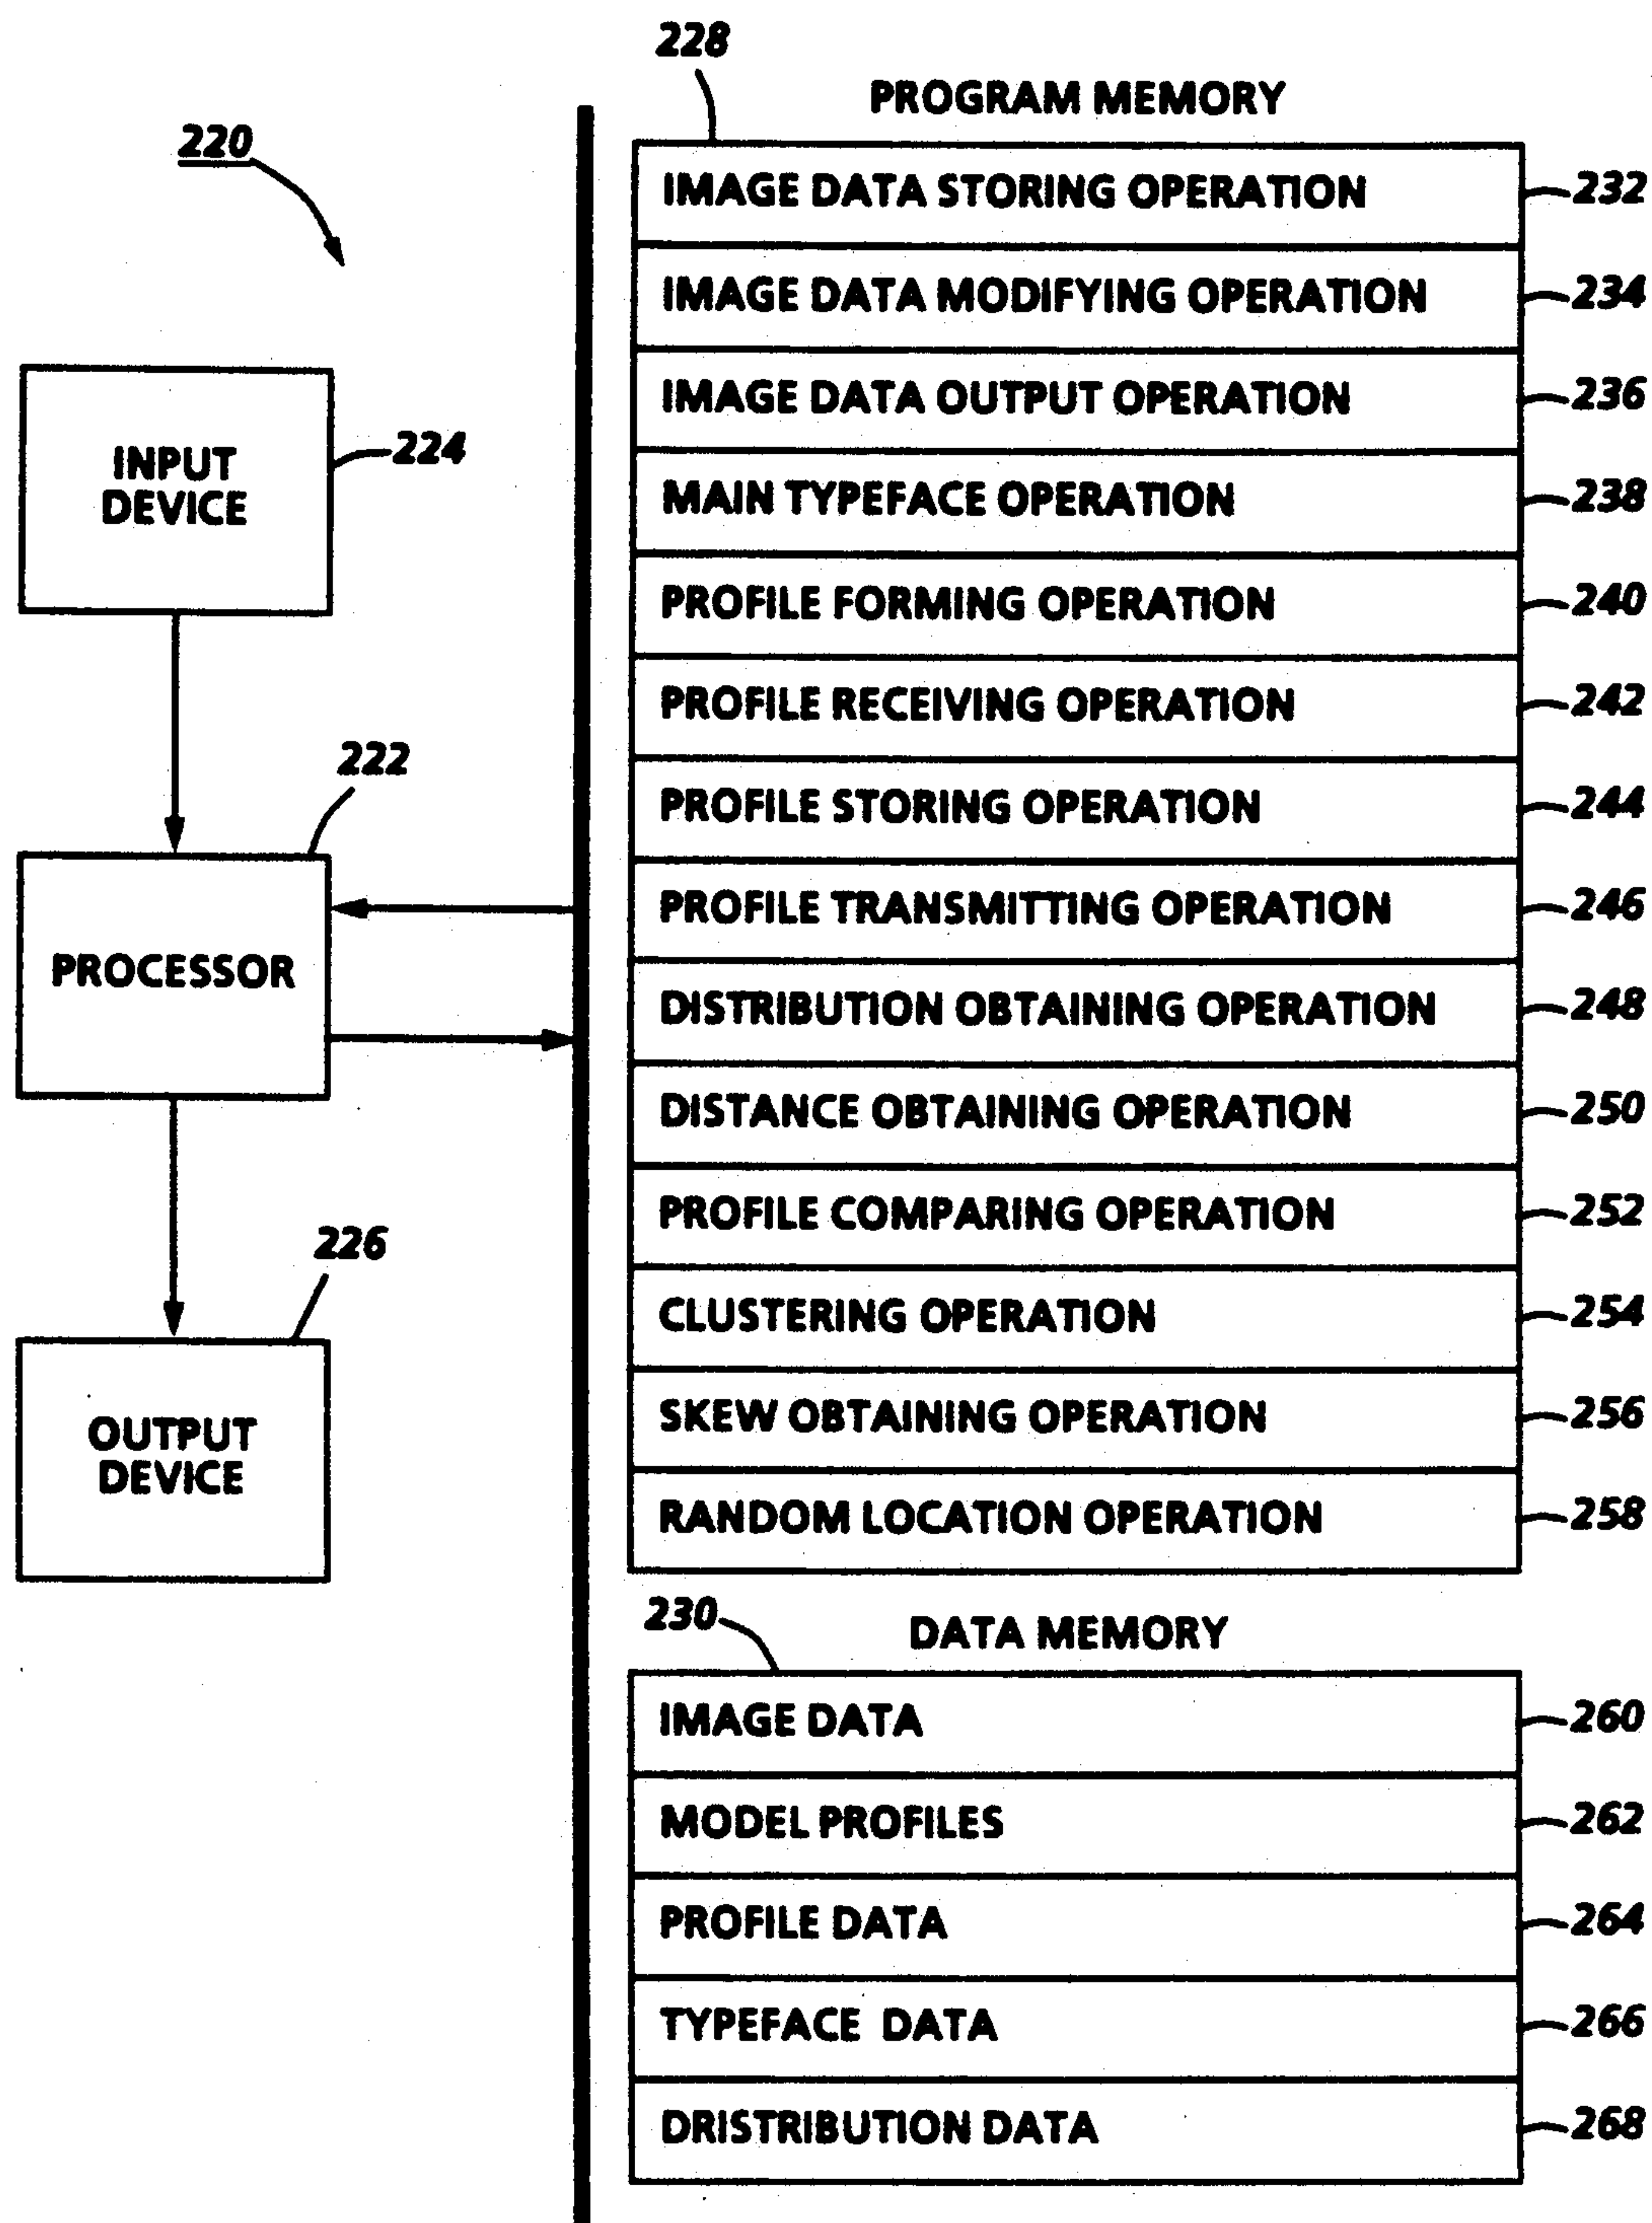 220
INPUT
DEVICE
224
222
PROCESSOR
226
OUTPUT
DEVICE
228
PROGRAM MEMORY
IMAGE DATA STORING OPERATION 232
IMAGE DATA MODIFYING OPERATION 234
IMAGE DATA OUTPUT OPERATION 236
MAIN TYPEFACE OPERATION 238
PROFILE FORMING OPERATION 240
PROFILE RECEIVING OPERATION 242
PROFILE STORING OPERATION 244
PROFILE TRANSMITTING OPERATION 246
DISTRIBUTION OBTAINING OPERATION 248
DISTANCE OBTAINING OPERATION 250
PROFILE COMPARING OPERATION 252
CLUSTERING OPERATION 254
SKEW OBTAINING OPERATION 256
RANDOM LOCATION OPERATION 258
230
DATA MEMORY
IMAGE DATA 260
MODEL PROFILES 262
PROFILE DATA 264
TYPEFACE DATA 266
DRISTRIBUTION DATA 268